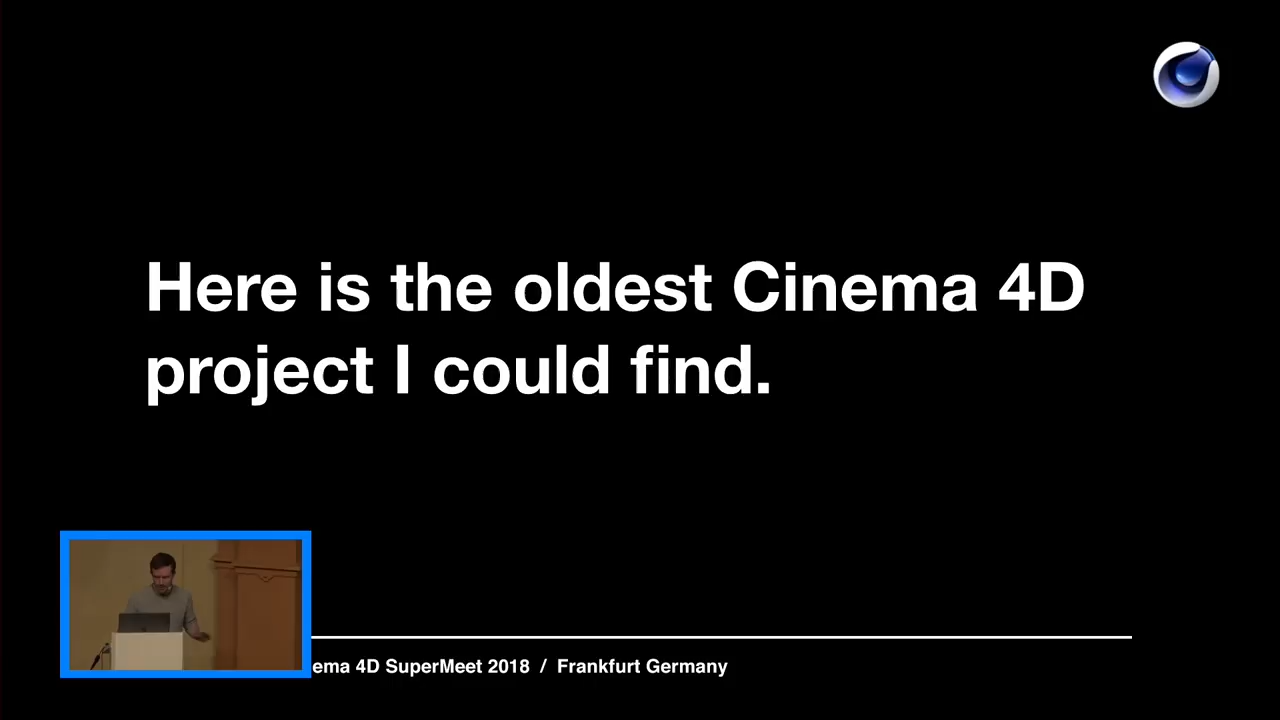 Here is the oldest Cinema 4D
project I could find.
ema 4D SuperMeet 2018 / Frankfurt Germany